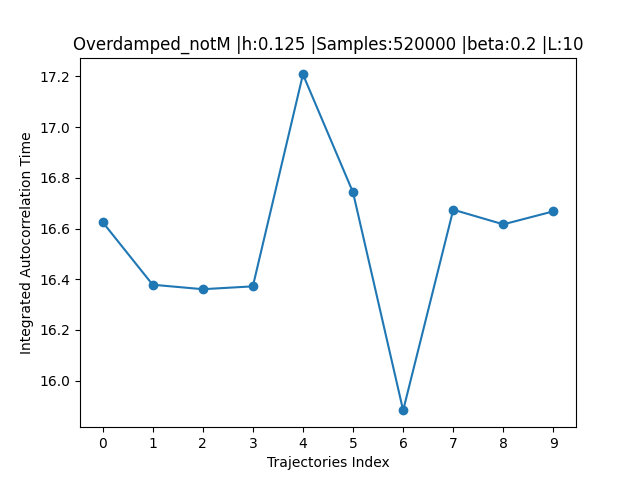 Overdamped_notM |h:0.125 |Samples:520000 |beta:0.2 |L:10
17.2
17.0
16.8
16.6
16.4
16.2
16.0
Integrated Autocorrelation Time
0 1 2 3 4 5 6 7 8 9
Trajectories Index